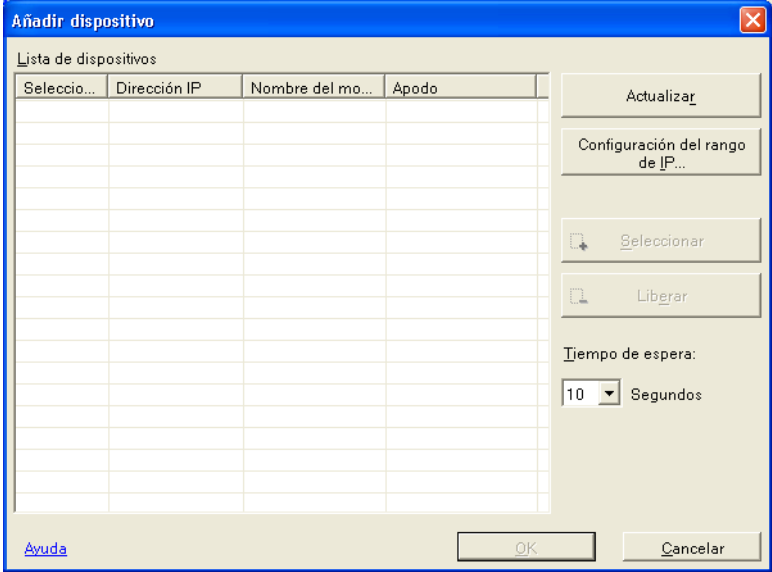 Añadir dispositivo
Lista de dispositivos
Seleccio... Dirección IP Nombre del mo... Apodo
Actualizar
Configuración del rango
de IP...
Seleccionar
Liberar
Tiempo de espera:
10 Segundos
Ayuda OK Cancelar